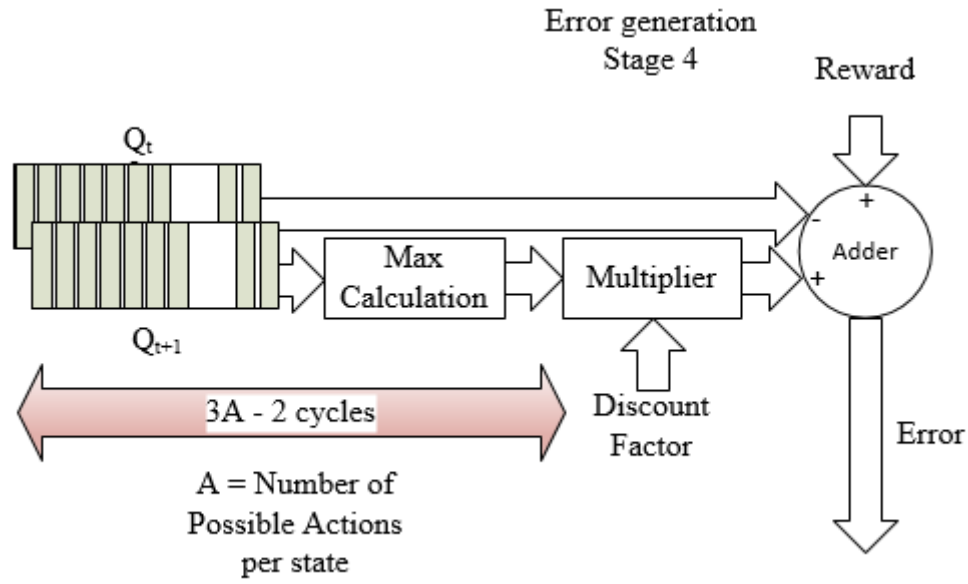 Error generation
Stage 4
Reward
Qt
+
-
Adder
Max
Calculation
Multiplier
+
Qt+1
3A - 2 cycles
Discount
Factor
Error
A = Number of
Possible Actions
per state